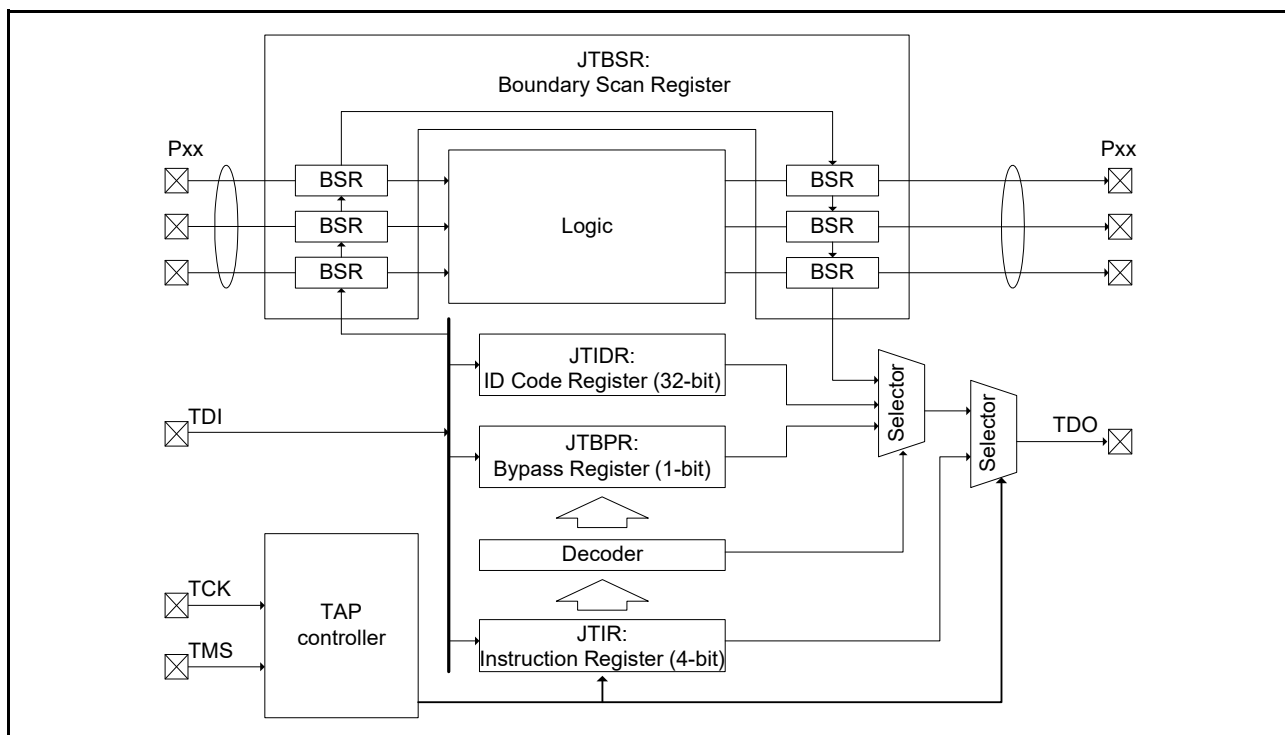 JTBSR:
Boundary Scan Register
Pxx
Pxx
BSR
BSR
BSR
BSR
BSR
BSR
Logic
JTIDR:
ID Code Register (32-bit)
Selector
Selector
TDI
TDO
JTBPR:
Bypass Register (1-bit)
Decoder
TCK
TMS
TAP
controller
JTIR:
Instruction Register (4-bit)